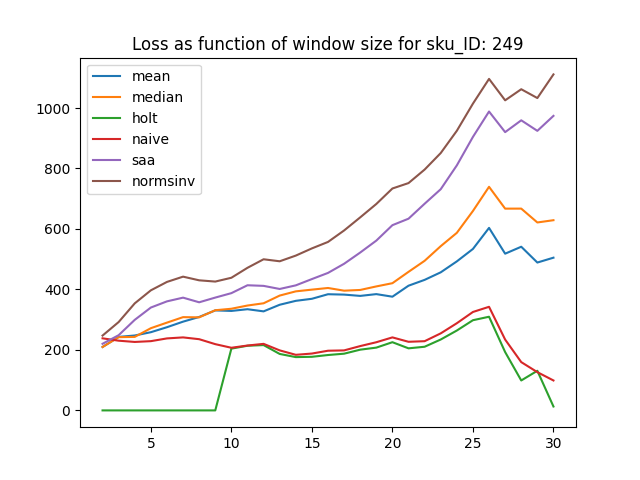 Loss as function of window size for sku_ID: 249
mean
median
holt
naive
saa
normsinv
1000
800
600
400
200
0
5 10 15 20 25 30